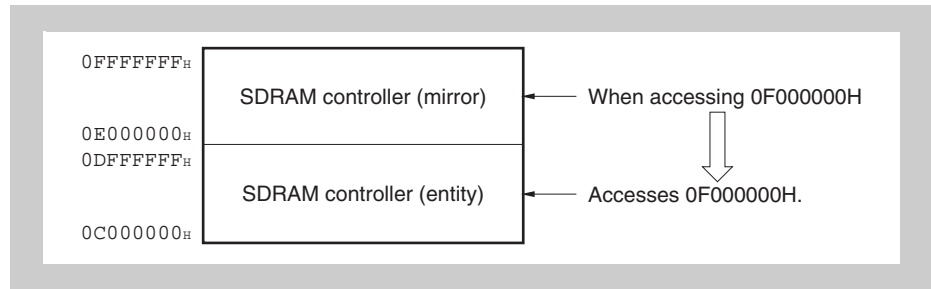 0FFFFFFFH
SDRAM controller (mirror)
When accessing 0F000000H
0E000000H
0DFFFFFFH
SDRAM controller (entity)
Accesses 0F000000H.
0C000000H